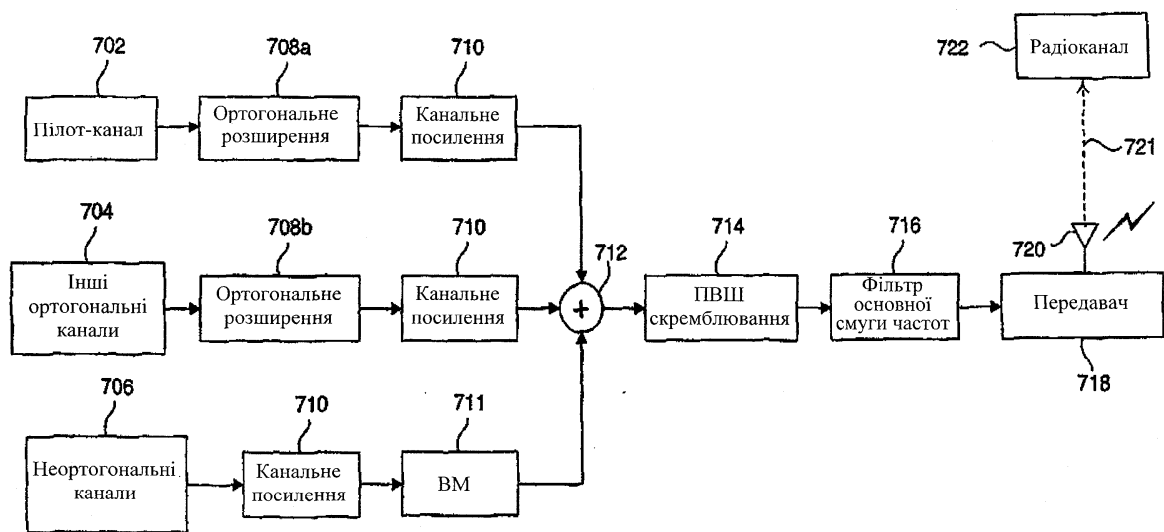 702
Пілот-канал
708a
Ортогональне
розширення
710
Канальне
посилення
722
Радіоканал
721
704
Інші
ортогональні
канали
708b
Ортогональне
розширення
710
Канальне
посилення
712
+
714
ПВШ
скремблювання
716
Фільтр
основної
смуги частот
720
Передавач
718
706
Неортогональні
канали
710
Канальне
посилення
711
ВМ